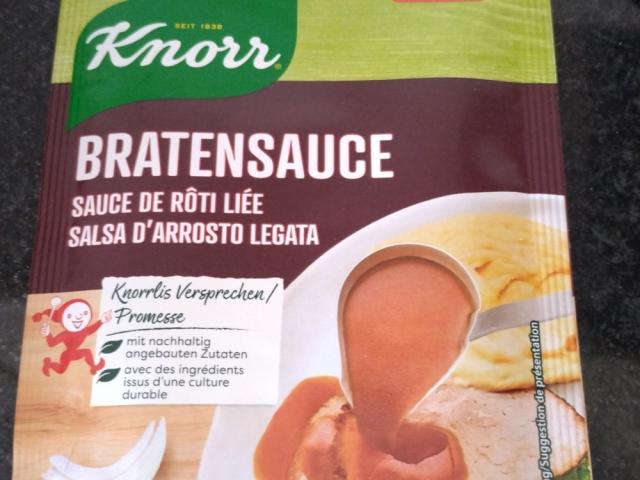 SEIT 1838
Knorr
BRATENSAUCE
SAUCE DE RÔTI LIÉE
SALSA D'ARROSTO LEGATA
Knorrlis Versprechen/
Promesse
mit nachhaltig
angebauten Zutaten
avec des ingrédients
issus d'une culture
durable
/Suggestion de présentation